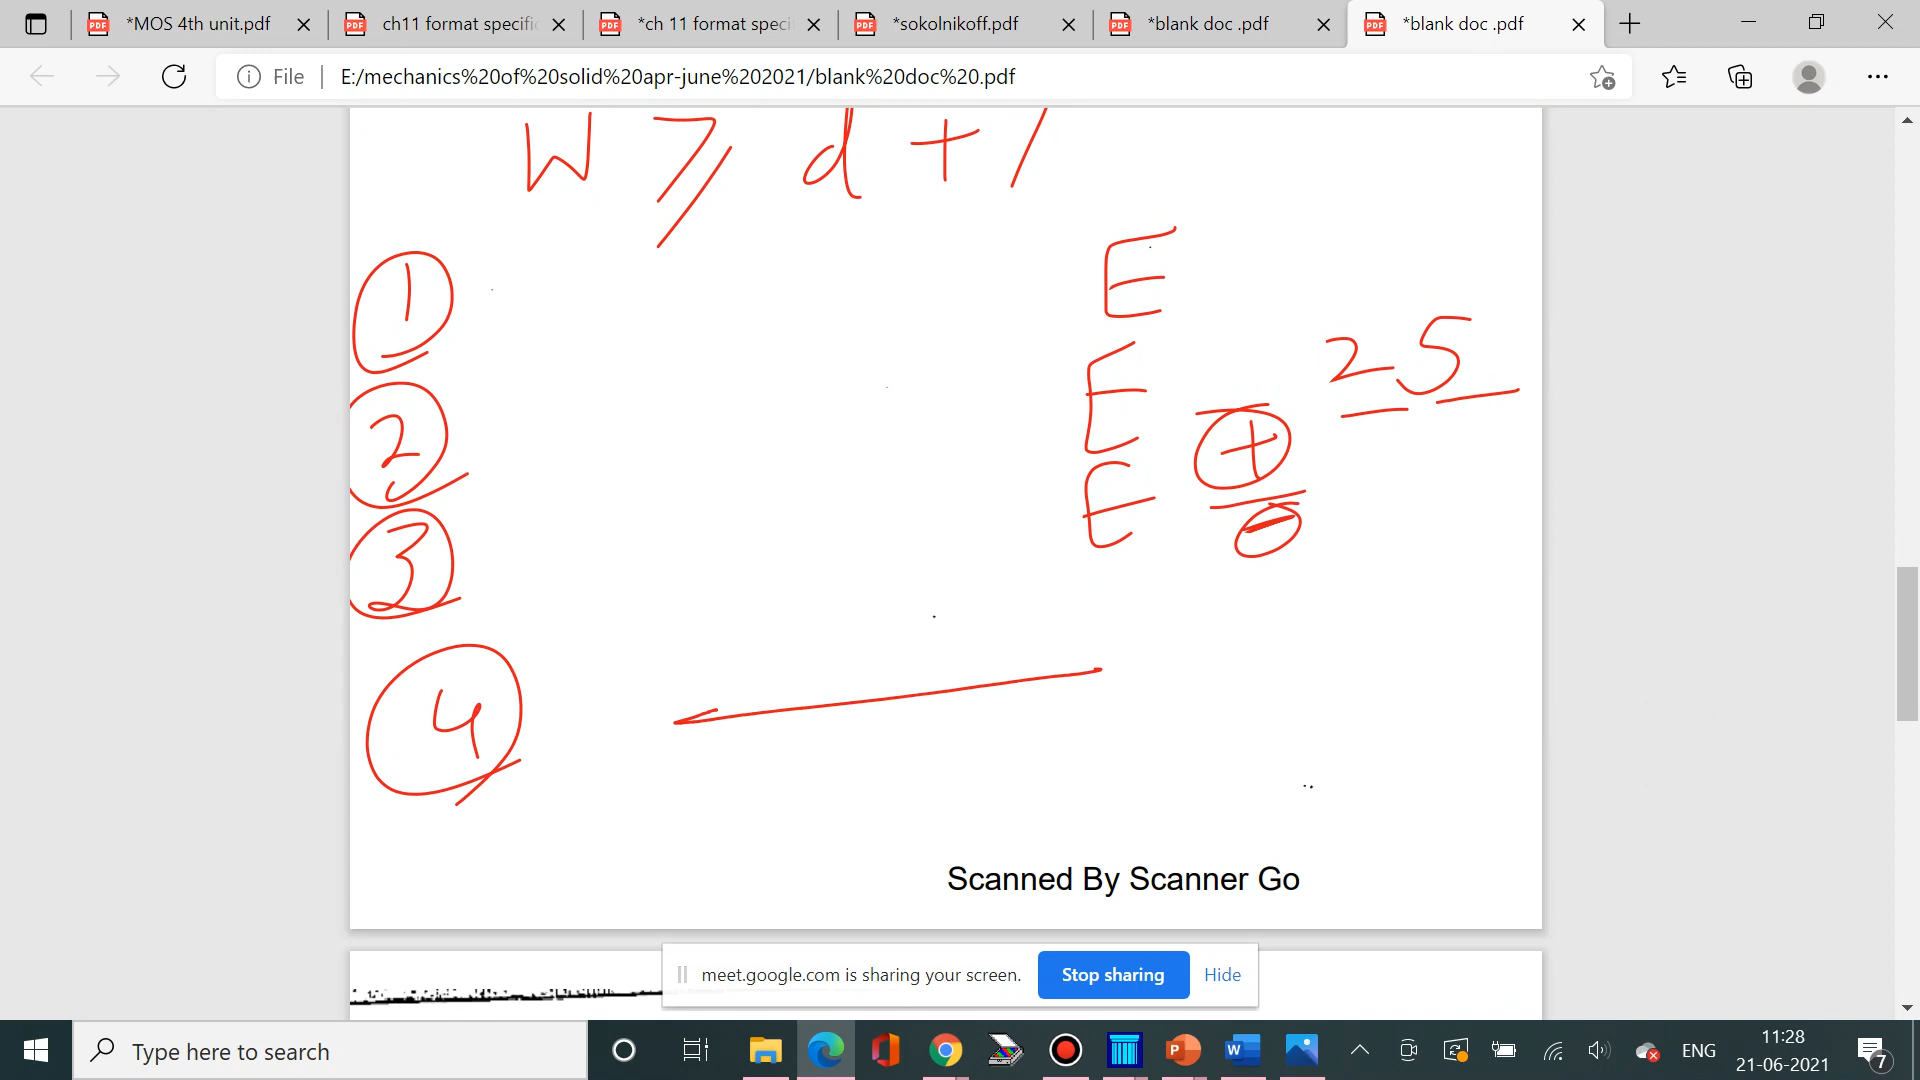 *MOS 4th unit.pdf
ch11 format specific
*ch 11 format speci
*sokolnikoff.pdf
*blank doc .pdf
*blank doc .pdf
File
E:/mechanics%20of%20solid%20apr-june%202021/blank%20doc%20.pdf
W ⩾ d + /
1
E
2
E
+
2.5
3
E
-
4
Scanned By Scanner Go
meet.google.com is sharing your screen.
Stop sharing
Hide
Type here to search
ENG
11:28
21-06-2021
7